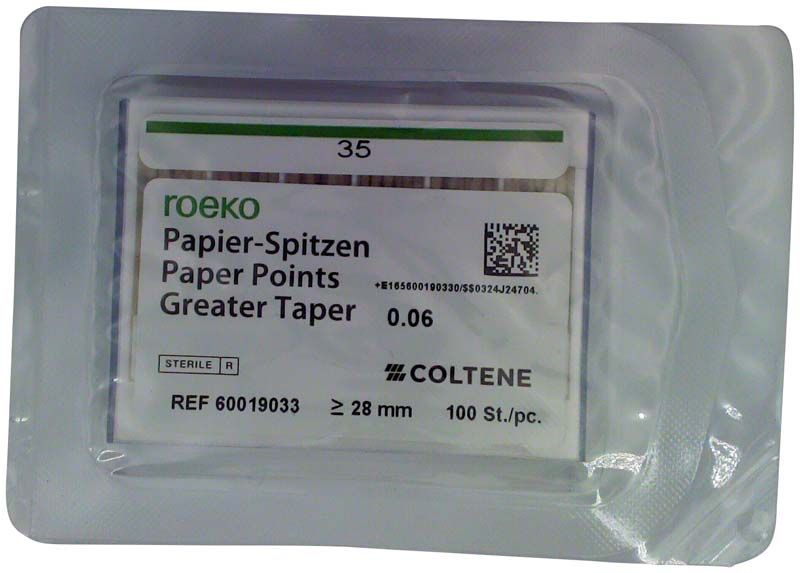 35
roeko
Papier-Spitzen
Paper Points
+E165600190330/$$0324J24704.
Greater Taper 0.06
STERILE R
COLTENE
REF 60019033 ≥ 28 mm 100 St./pc.